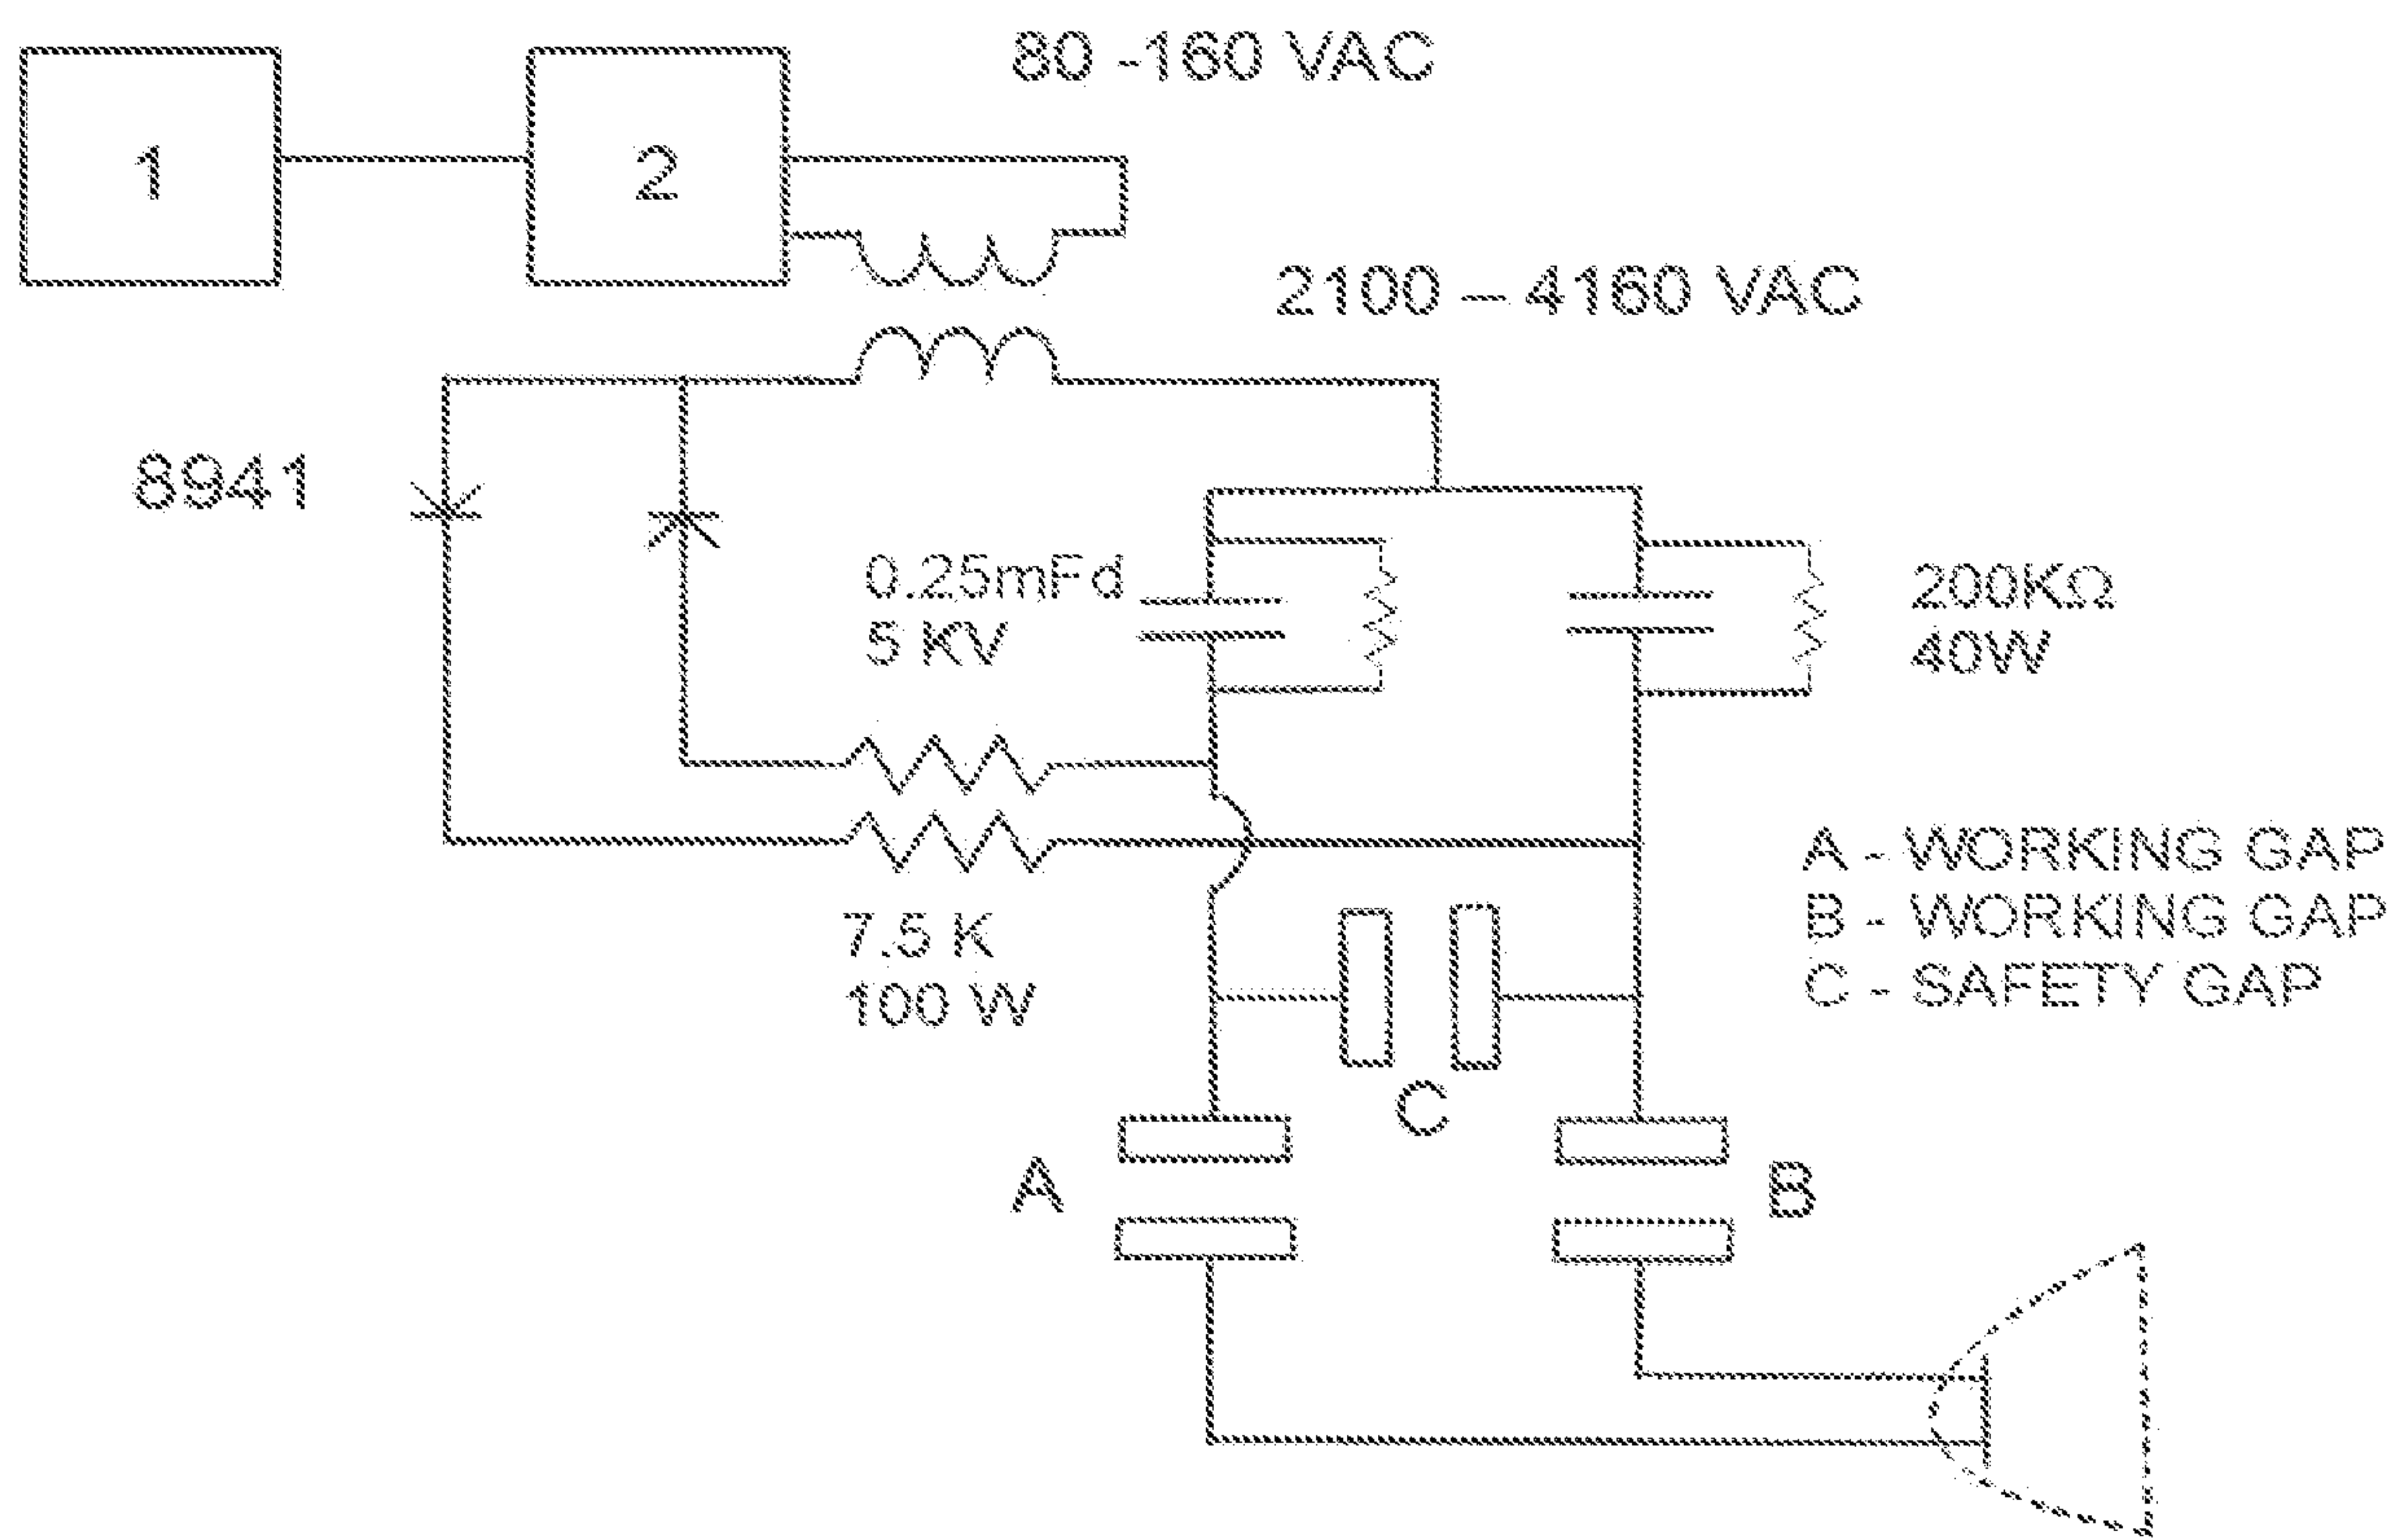 80 -160 VAC
1
2
2100 – 4160 VAC
8941
0.25mFd
5 KV
200KΩ
40W
7.5 K
100 W
A - WORKING GAP
B - WORKING GAP
C - SAFETY GAP
C
A
B